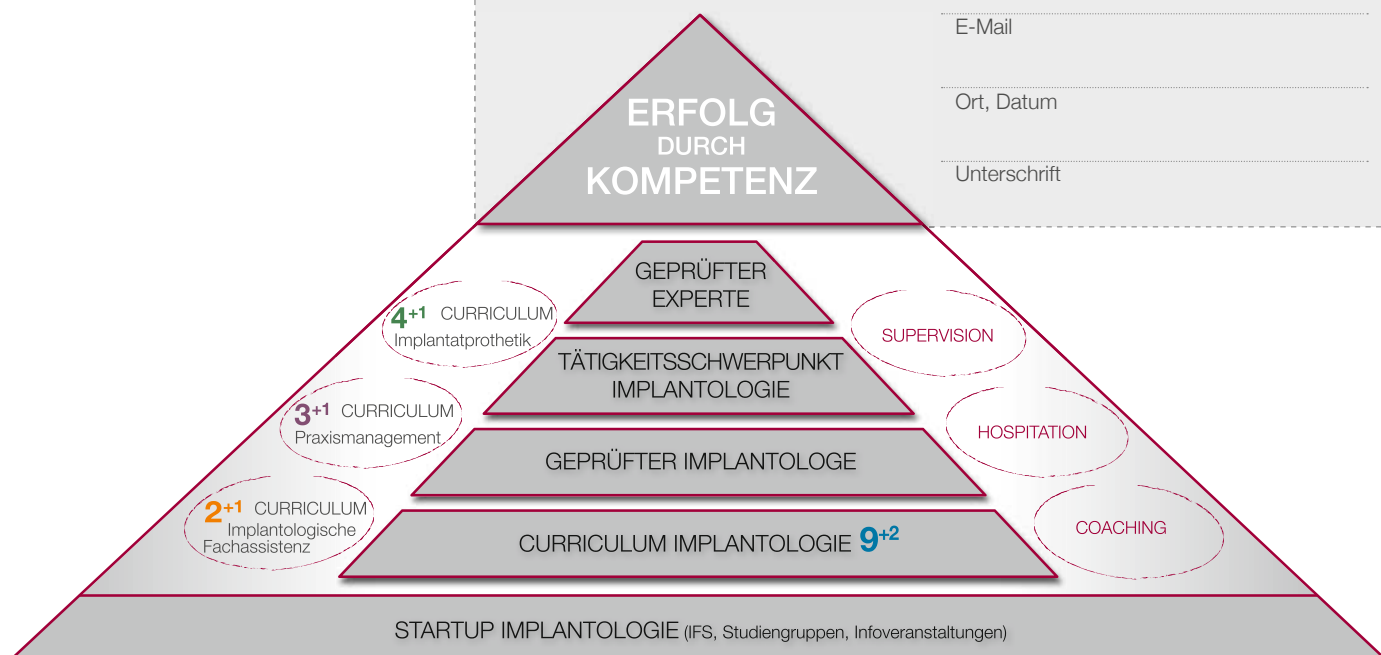 E-Mail
Ort, Datum
Unterschrift
ERFOLG
DURCH
KOMPETENZ
GEPRÜFTER
EXPERTE
4+1 CURRICULUM
Implantatprothetik
SUPERVISION
TÄTIGKEITSSCHWERPUNKT
IMPLANTOLOGIE
3+1 CURRICULUM
Praxismanagement
HOSPITATION
GEPRÜFTER IMPLANTOLOGE
2+1 CURRICULUM
Implantologische
Fachassistenz
COACHING
CURRICULUM IMPLANTOLOGIE 9+2
STARTUP IMPLANTOLOGIE (IFS, Studiengruppen, Infoveranstaltungen)